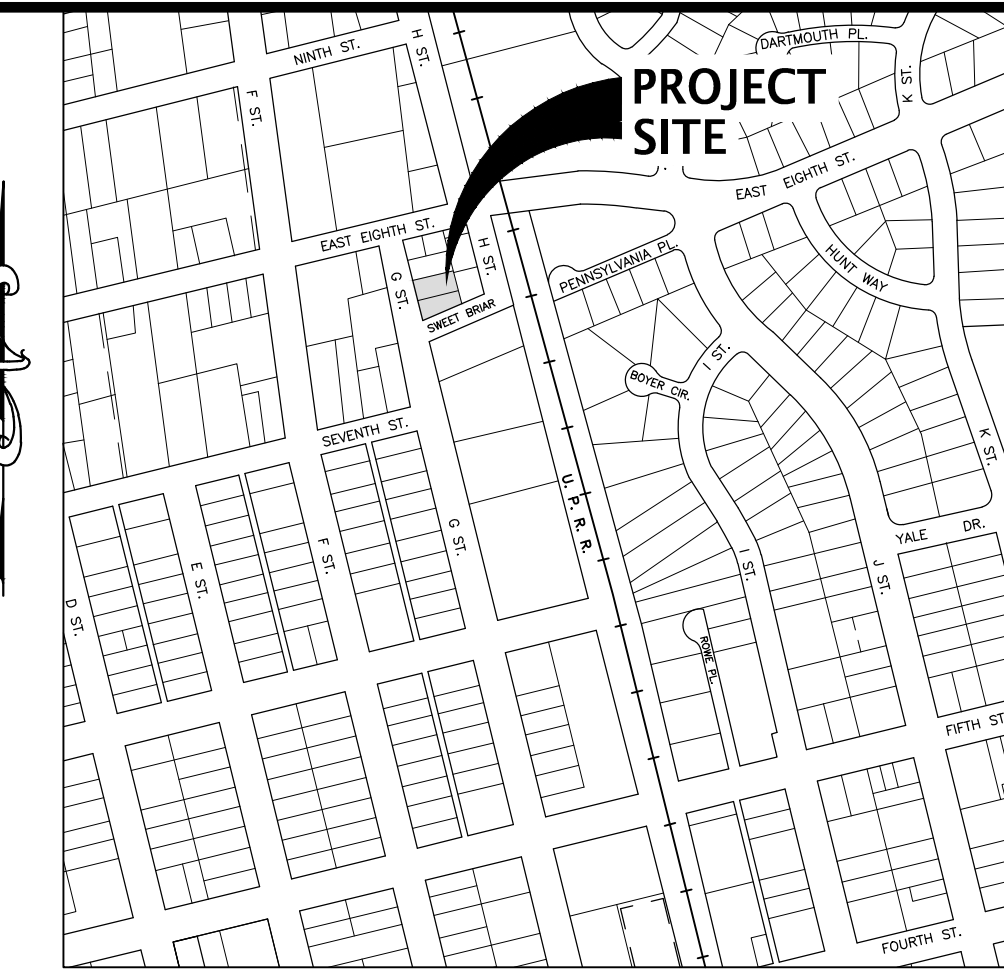 DARTMOUTH PL.
NINTH ST.
H ST.
K ST.
F ST.
PROJECT
SITE
EAST EIGHTH ST.
EAST EIGHTH ST.
G ST.
H ST.
PENNSYLVANIA PL.
HUNT WAY
SWEET BRIAR
I ST.
BOYER CIR.
SEVENTH ST.
K ST.
U. P. R. R.
G ST.
F ST.
E ST.
D ST.
YALE DR.
I ST.
J ST.
ROWE PL.
FIFTH ST
FOURTH ST.